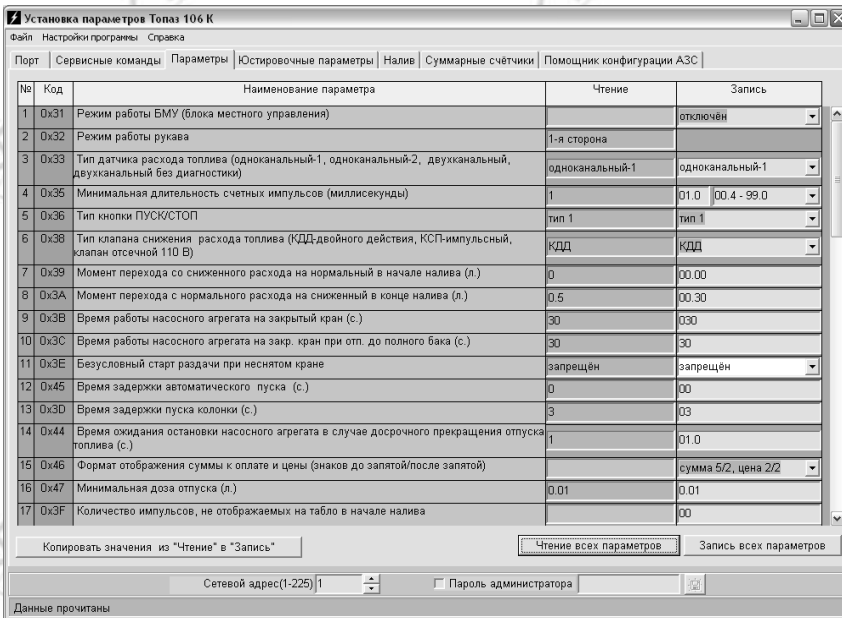 Установка параметров Топаз 106 К
Файл Настройки программы Справка
Порт Сервисные команды Параметры Юстировочные параметры Налив Суммарные счётчики Помощник конфигурации АЗС
№ Код Наименование параметра Чтение Запись
1 0x31 Режим работы БМУ (блока местного управления) отключён
2 0x32 Режим работы рукава 1-я сторона
3 0x33 Тип датчика расхода топлива (одноканальный-1, одноканальный-2, двухканальный, двухканальный без диагностики) одноканальный-1 одноканальный-1
4 0x35 Минимальная длительность счетных импульсов (миллисекунды) 1 01.0 00.4 - 99.0
5 0x36 Тип кнопки ПУСК/СТОП тип 1 тип 1
6 0x38 Тип клапана снижения расхода топлива (КДД-двойного действия, КСП-импульсный, клапан отсечной 110 В) КДД КДД
7 0x39 Момент перехода со сниженного расхода на нормальный в начале налива (л.) 0 00.00
8 0x3A Момент перехода с нормального расхода на сниженный в конце налива (л.) 0.5 00.30
9 0x3B Время работы насосного агрегата на закрытый кран (с.) 30 030
10 0x3C Время работы насосного агрегата на закр. кран при отп. до полного бака (с.) 30 30
11 0x3E Безусловный старт раздачи при неснятом кране запрещён запрещён
12 0x45 Время задержки автоматического пуска (с.) 0 00
13 0x3D Время задержки пуска колонки (с.) 3 03
14 0x44 Время ожидания остановки насосного агрегата в случае досрочного прекращения отпуска топлива (с.) 1 01.0
15 0x46 Формат отображения суммы к оплате и цены (знаков до запятой/после запятой) сумма 5/2, цена 2/2
16 0x47 Минимальная доза отпуска (л.) 0.01 0.01
17 0x3F Количество импульсов, не отображаемых на табло в начале налива 00
Копировать значения из "Чтение" в "Запись" Чтение всех параметров Запись всех параметров
Сетевой адрес(1-225) 1 Пароль администратора
Данные прочитаны